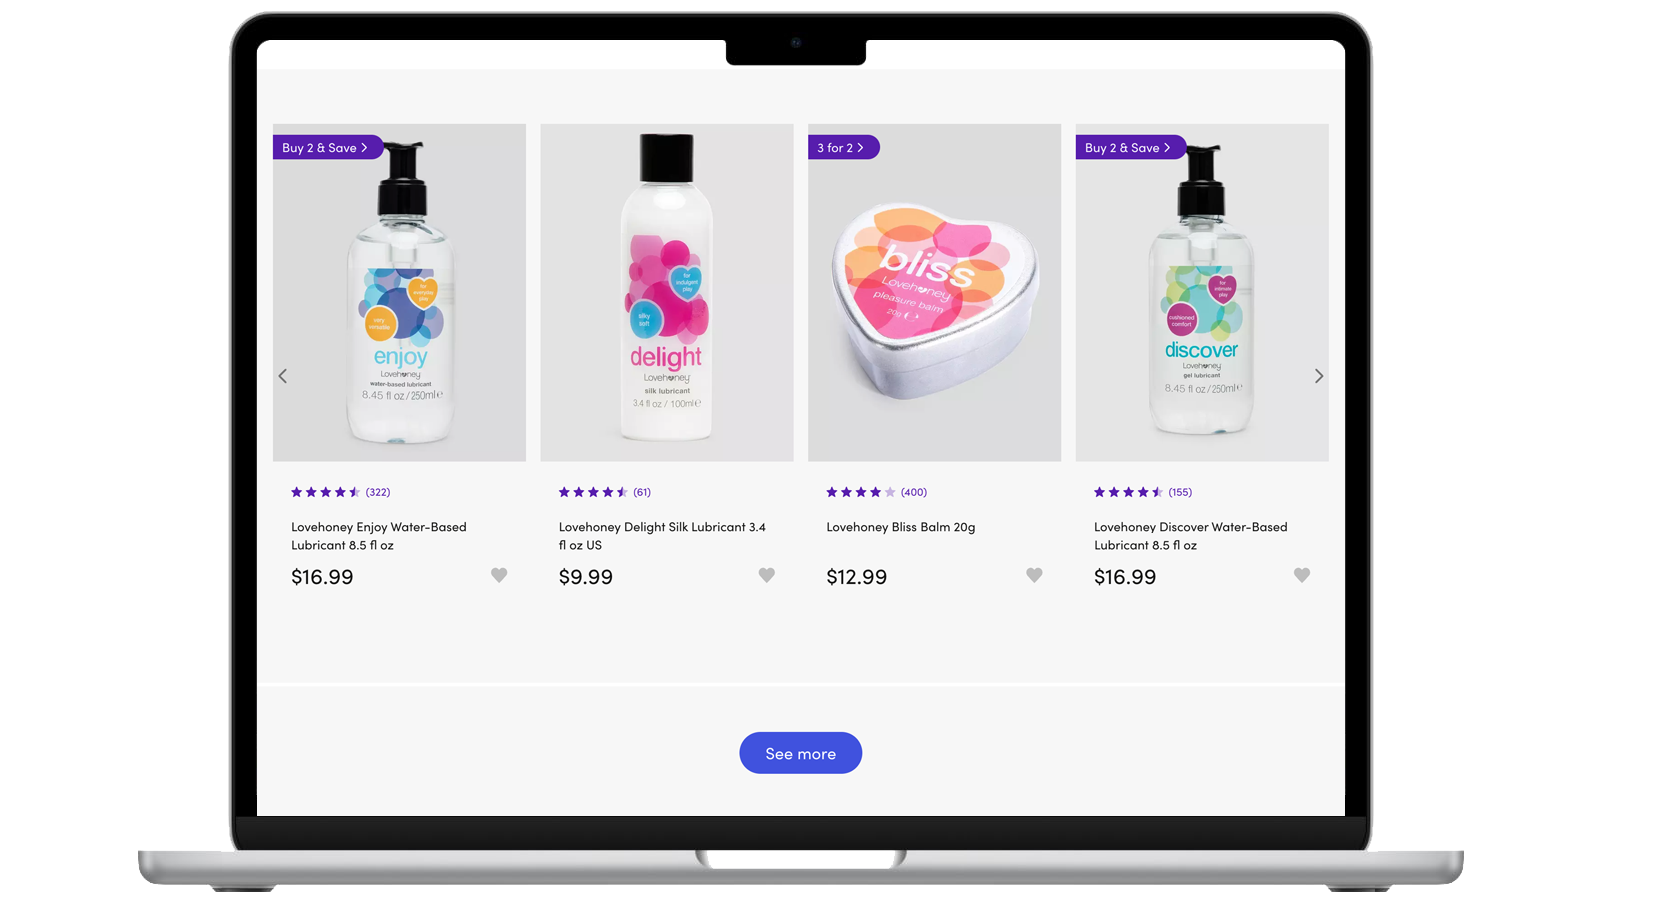 Buy 2 & Save >
for everyday play
very versatile
enjoy
Lovehoney
water-based lubricant
8.45 fl oz/250ml℮
for indulgent play
silky soft
delight
Lovehoney
silk lubricant
3.4 fl oz / 100ml℮
3 for 2 >
bliss
Lovehoney
pleasure balm
20g ℮
Buy 2 & Save >
for intimate play
cushioned comfort
discover
Lovehoney
gel lubricant
8.45 fl oz/250ml℮
(322)
Lovehoney Enjoy Water-Based
Lubricant 8.5 fl oz
$16.99
(61)
Lovehoney Delight Silk Lubricant 3.4
fl oz US
$9.99
(400)
Lovehoney Bliss Balm 20g
$12.99
(155)
Lovehoney Discover Water-Based
Lubricant 8.5 fl oz
$16.99
See more